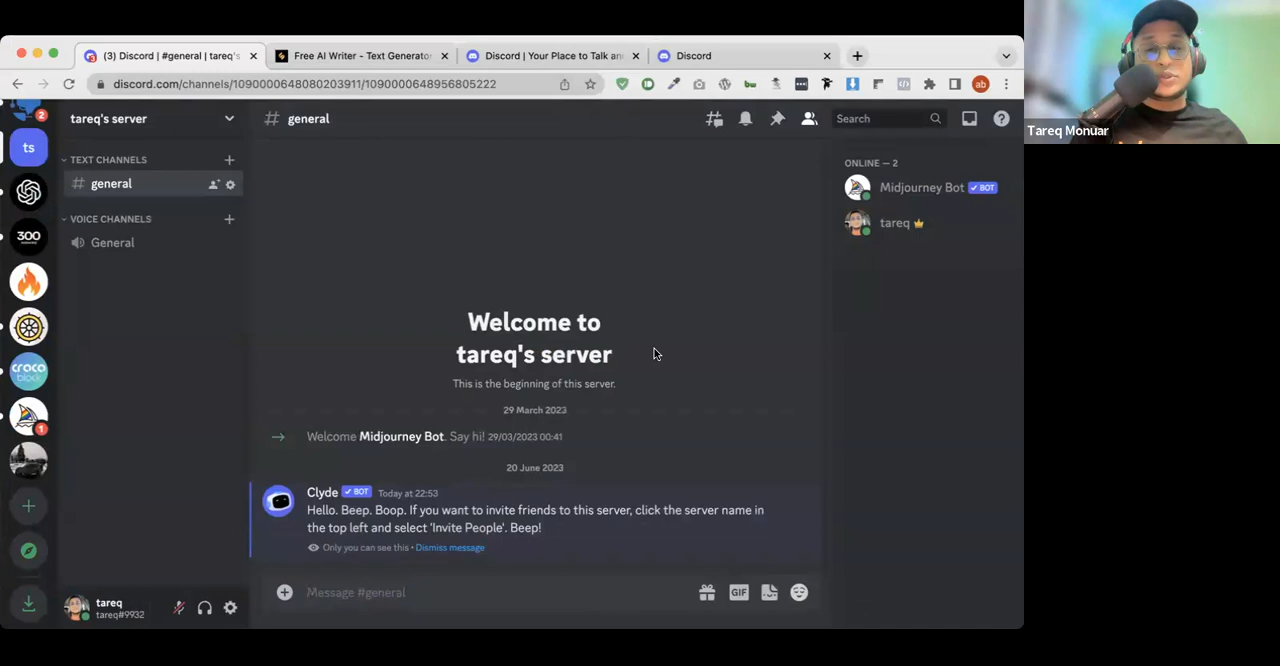 (3) Discord | #general | tareq's
Free AI Writer - Text Generator
Discord | Your Place to Talk an
Discord
discord.com/channels/1090000648080203911/1090000648956805222
ab
Tareq Monuar
2
tareq's server
general
Search
ts
TEXT CHANNELS
general
VOICE CHANNELS
General
300
croco
block
1
ONLINE — 2
Midjourney Bot BOT
tareq
Welcome to
tareq's server
This is the beginning of this server.
29 March 2023
Welcome Midjourney Bot. Say hi! 29/03/2023 00:41
20 June 2023
Clyde BOT Today at 22:53
Hello. Beep. Boop. If you want to invite friends to this server, click the server name in
the top left and select 'Invite People'. Beep!
Only you can see this • Dismiss message
Message #general
GIF
tareq
tareq#9932